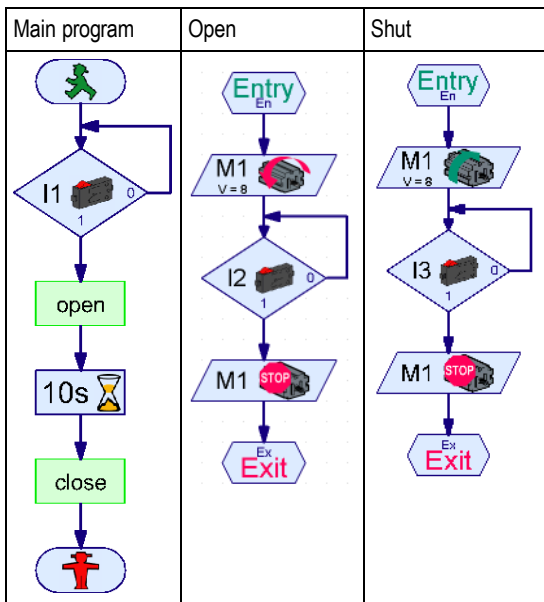 Main program
Open
Shut
I1
0
1
open
10s
close
Entry
En
M1
V = 8
I2
0
1
M1
STOP
Ex
Exit
Entry
En
M1
V = 8
I3
0
1
M1
STOP
Ex
Exit